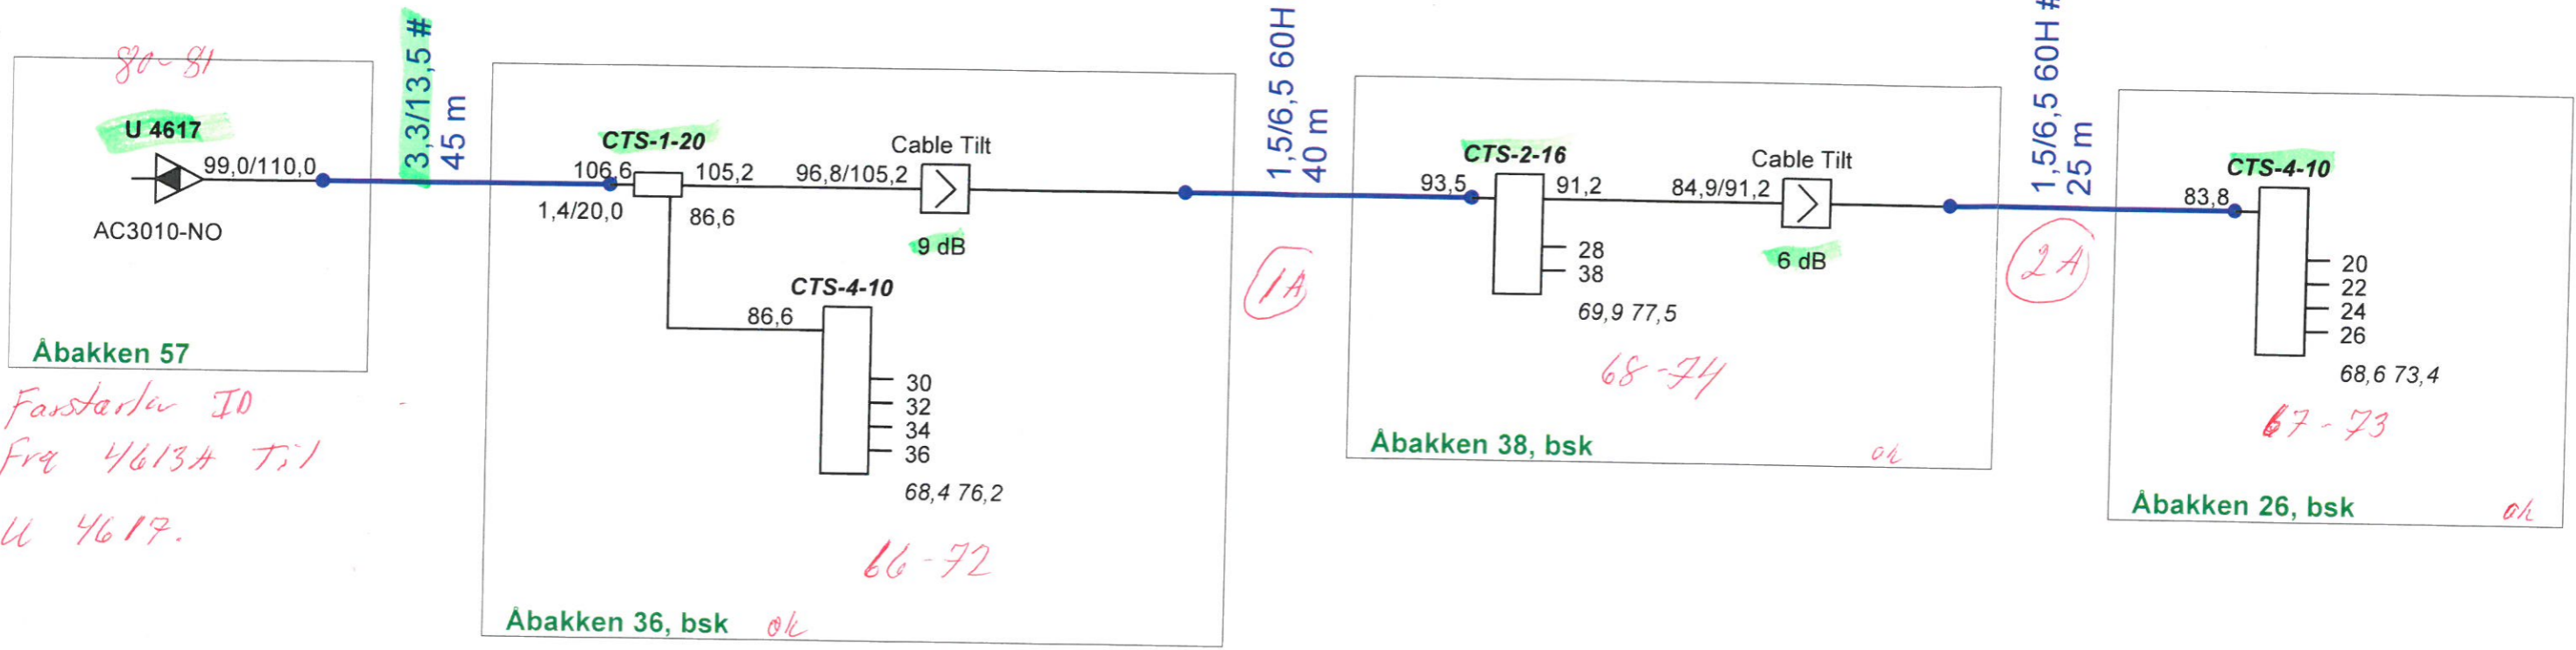 80-81
U 4617
99,0/110,0
AC3010-NO
Åbakken 57
ID
Fra 4613A Til
U 4617.
3,3/13,5 #
45 m
CTS-1-20
106,6
105,2
1,4/20,0
86,6
96,8/105,2
Cable Tilt
9 dB
CTS-4-10
86,6
30
32
34
36
68,4 76,2
66-72
Åbakken 36, bsk
ok
1,5/6,5 60H
40 m
1A
CTS-2-16
93,5
91,2
28
38
69,9 77,5
84,9/91,2
Cable Tilt
6 dB
68-74
Åbakken 38, bsk
ok
1,5/6,5 60H #
25 m
2A
CTS-4-10
83,8
20
22
24
26
68,6 73,4
67-73
Åbakken 26, bsk
ok